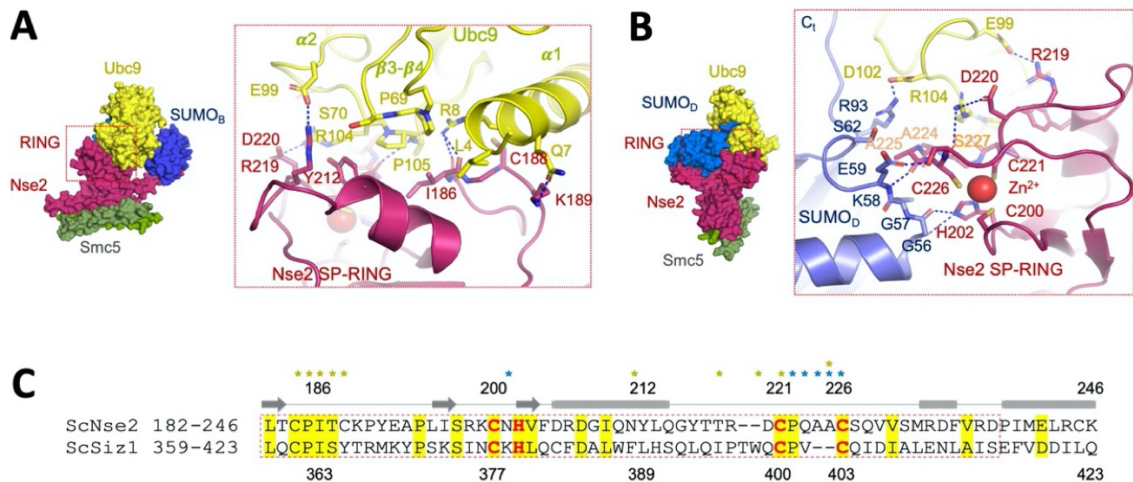 A
Ubc9
SUMOB
RING
Nse2
Smc5
α2
Ubc9
α1
β3-β4
E99
S70
P69
R8
D220
R104
L4
C188
Q7
R219
Y212
P105
I186
K189
Nse2 SP-RING
B
Ubc9
SUMOD
RING
Nse2
Smc5
Ct
E99
R219
D102
D220
R93
R104
S62
A224
A225
S227
E59
C221
C226
Zn2+
K58
C200
SUMOD
G57
H202
G56
Nse2 SP-RING
C
* * * * * * * * * * * * * * *
186 200 212 221 226 246
ScNse2 182-246 LTCPITCKPYEAPLISRKCNHVFDRDGIQNYLQGYTTR--DCPQAACSQVVSMRDFVRDPIMELRCK
ScSiz1 359-423 LQCPISYTRMKYPSKSINCKHLQCFDALWFLHSQLQIPTWQCPV--CQIDIALENLAISEFVDDILQ
363 377 389 400 403 423